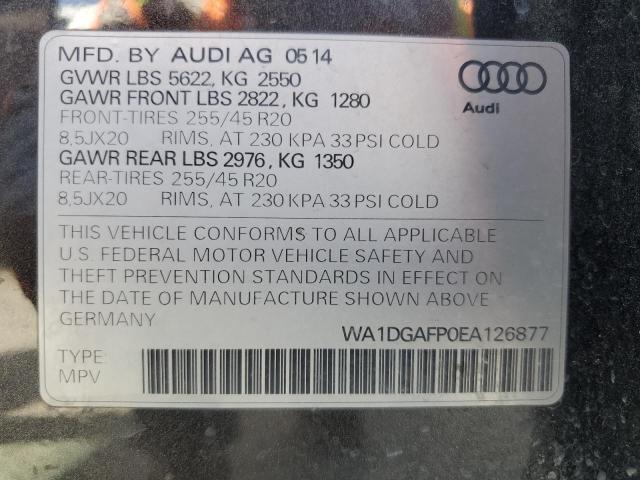 MFD. BY AUDI AG 05 14
GVWR LBS 5622, KG 2550
GAWR FRONT LBS 2822, KG 1280
FRONT-TIRES 255/45 R20
8,5JX20 RIMS, AT 230 KPA 33 PSI COLD
GAWR REAR LBS 2976, KG 1350
REAR-TIRES 255/45 R20
8,5JX20 RIMS, AT 230 KPA 33 PSI COLD
Audi
THIS VEHICLE CONFORMS TO ALL APPLICABLE
U.S. FEDERAL MOTOR VEHICLE SAFETY AND
THEFT PREVENTION STANDARDS IN EFFECT ON
THE DATE OF MANUFACTURE SHOWN ABOVE
GERMANY
WA1DGAFP0EA126877
TYPE:
MPV